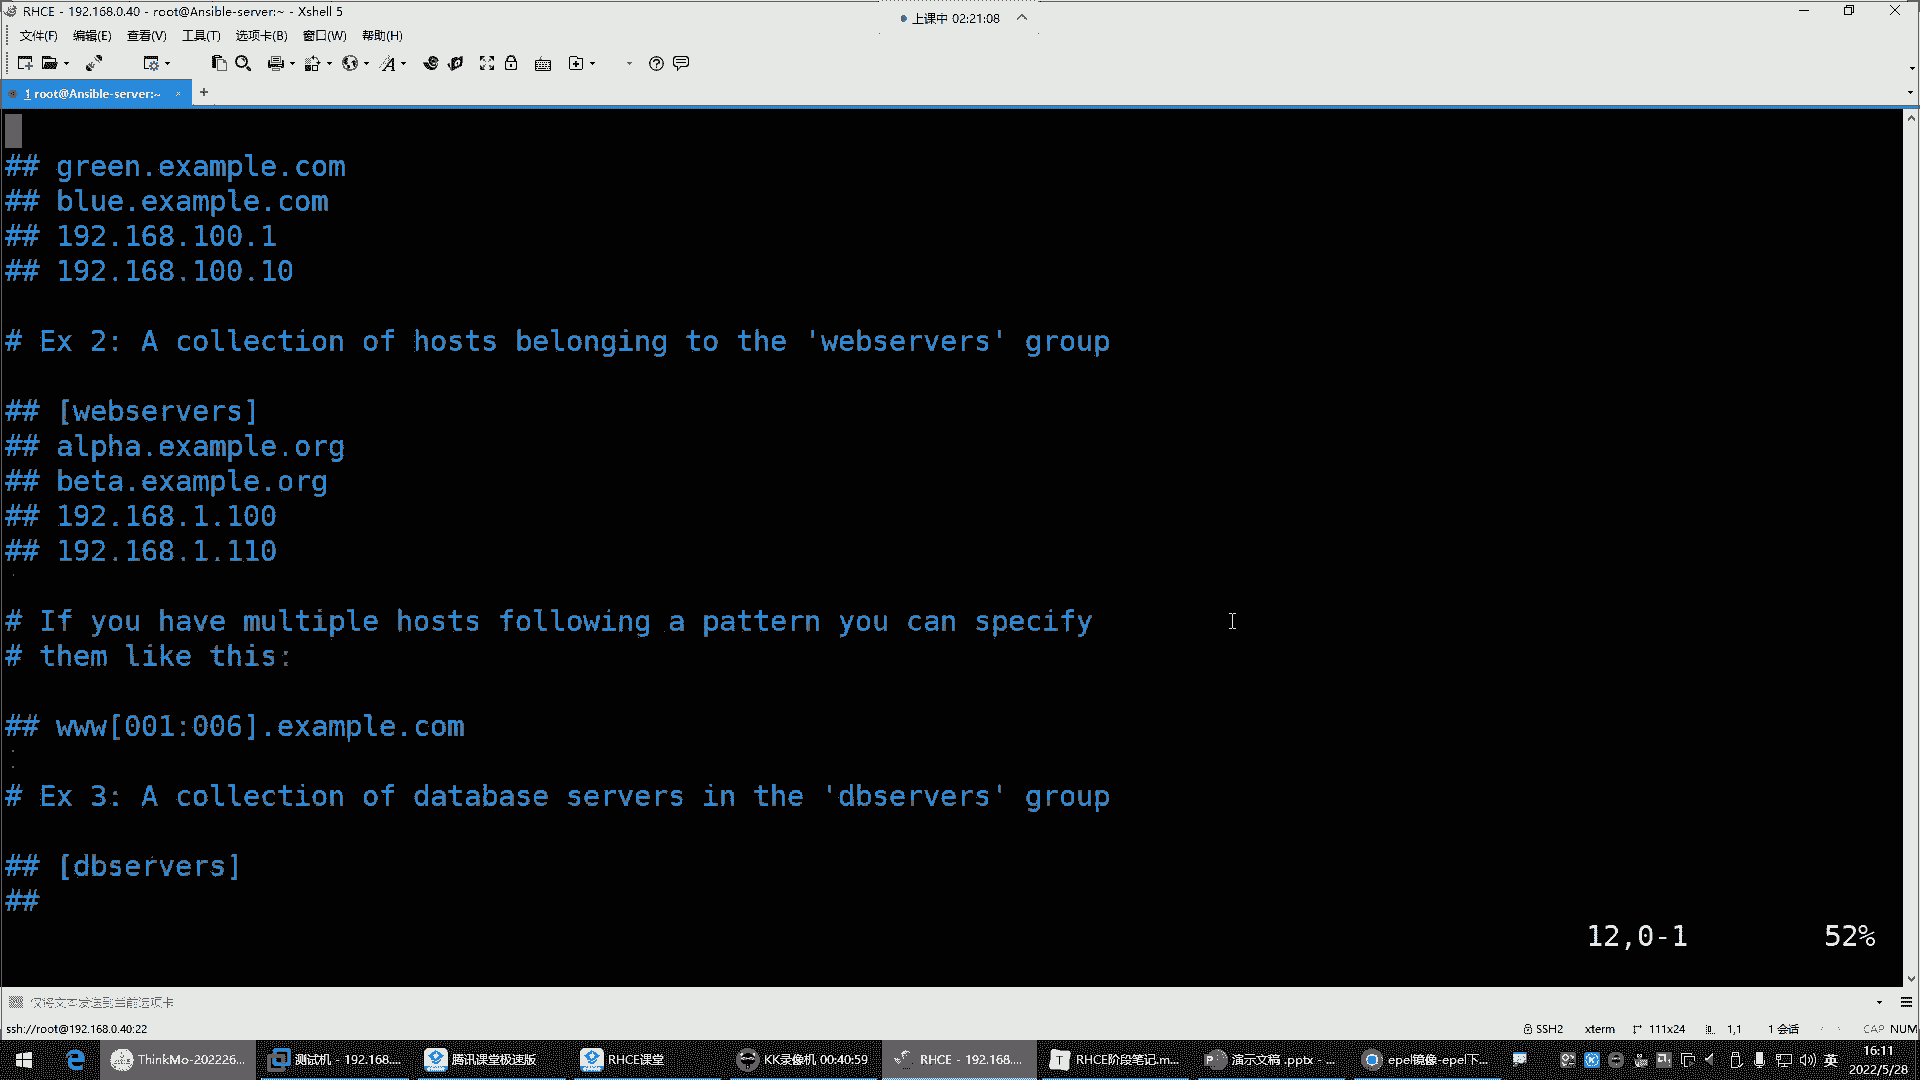 RHCE - 192.168.0.40 - root@Ansible-server:~ - Xshell 5
上课中 02:21:08
文件(F) 编辑(E) 查看(V) 工具(T) 选项卡(B) 窗口(W) 帮助(H)
1 root@Ansible-server:~ × +
## green.example.com
## blue.example.com
## 192.168.100.1
## 192.168.100.10
# Ex 2: A collection of hosts belonging to the 'webservers' group
## [webservers]
## alpha.example.org
## beta.example.org
## 192.168.1.100
## 192.168.1.110
# If you have multiple hosts following a pattern you can specify
# them like this:
## www[001:006].example.com
# Ex 3: A collection of database servers in the 'dbservers' group
## [dbservers]
##
12,0-1 52%
仅将文本发送到当前选项卡
ssh://root@192.168.0.40:22 SSH2 xterm 111x24 1,1 1 会话 CAP NUM
ThinkMo-202226... 测试机 - 192.168.... 腾讯课堂极速版 RHCE课堂 KK录像机 00:40:59 RHCE - 192.168.... RHCE阶段笔记.m... 演示文稿 .pptx - ... epel镜像-epel下... 英 16:11
2022/5/28